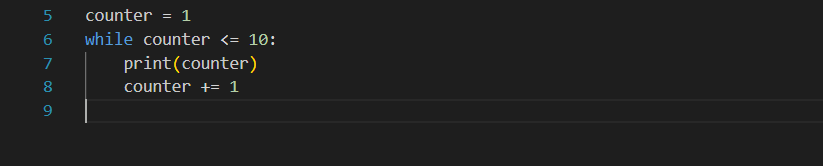 5 counter = 1
6 while counter <= 10:
7     print(counter)
8     counter += 1
9